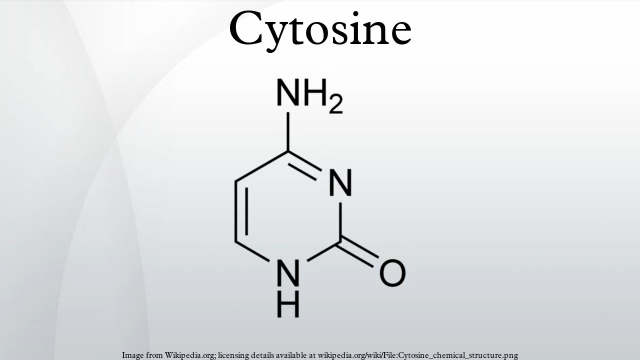 Cytosine
NH2
N
O
N
H
Image from Wikipedia.org; licensing details available at wikipedia.org/wiki/File:Cytosine_chemical_structure.png